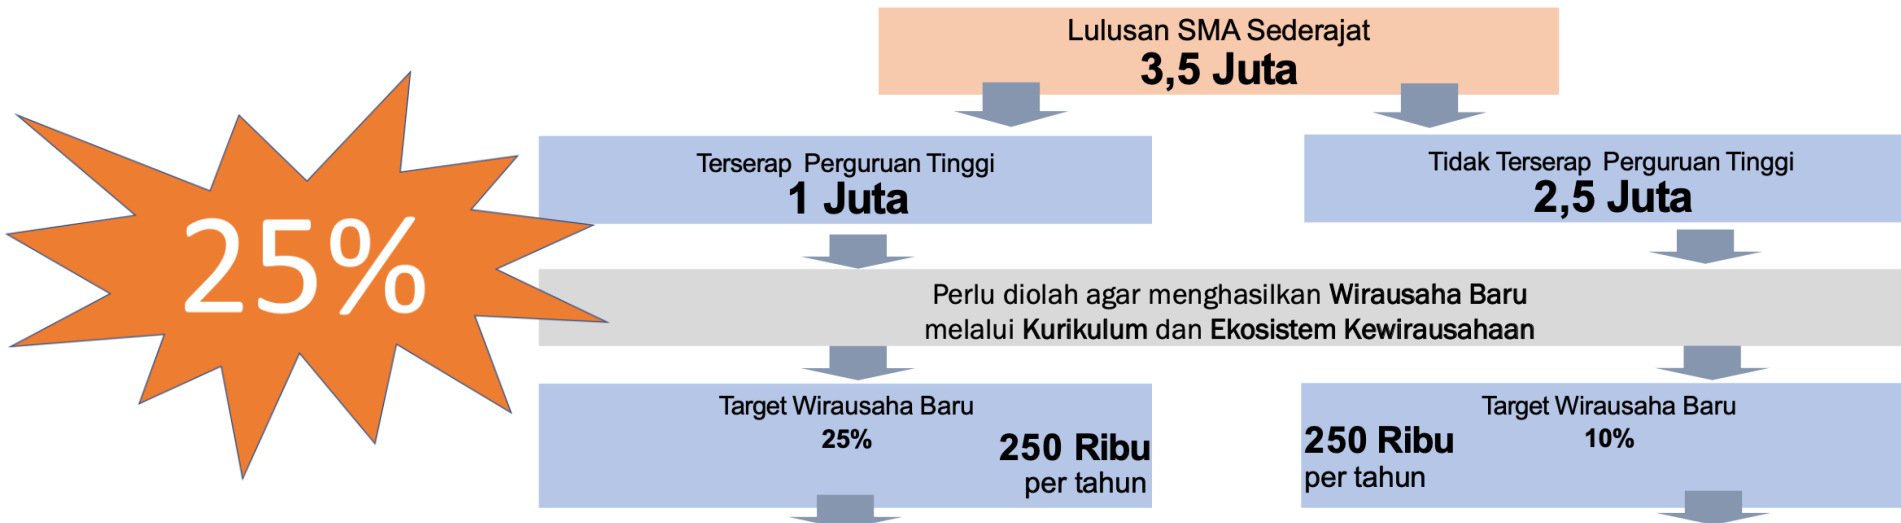 Lulusan SMA Sederajat
3,5 Juta
25%
Terserap Perguruan Tinggi
1 Juta
Tidak Terserap Perguruan Tinggi
2,5 Juta
Perlu diolah agar menghasilkan Wirausaha Baru
melalui Kurikulum dan Ekosistem Kewirausahaan
Target Wirausaha Baru
25%
250 Ribu
per tahun
Target Wirausaha Baru
10%
250 Ribu
per tahun